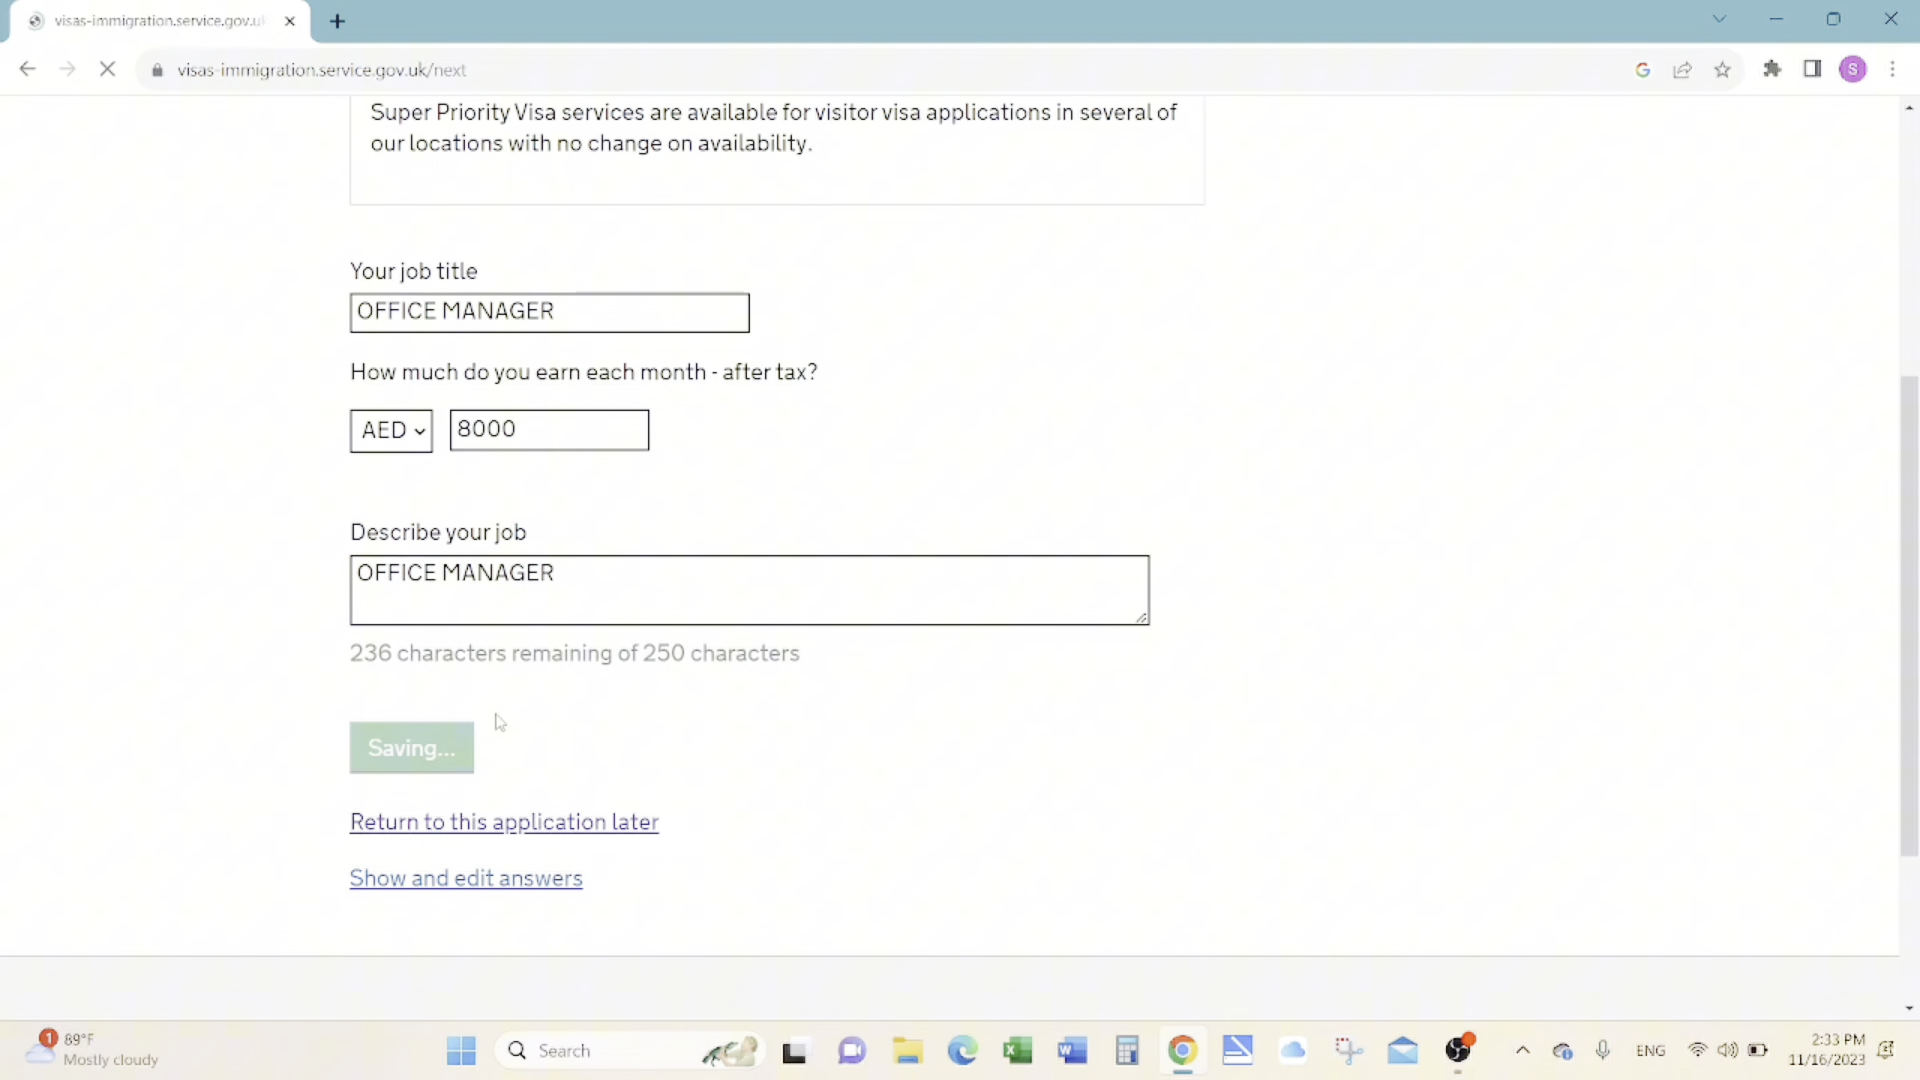 visas-immigration.service.gov.u
visas-immigration.service.gov.uk/next
S
Super Priority Visa services are available for visitor visa applications in several of
our locations with no change on availability.
Your job title
OFFICE MANAGER
How much do you earn each month - after tax?
AED
8000
Describe your job
OFFICE MANAGER
236 characters remaining of 250 characters
Saving...
Return to this application later
Show and edit answers
1
89°F
Mostly cloudy
Search
ENG
2:33 PM
11/16/2023